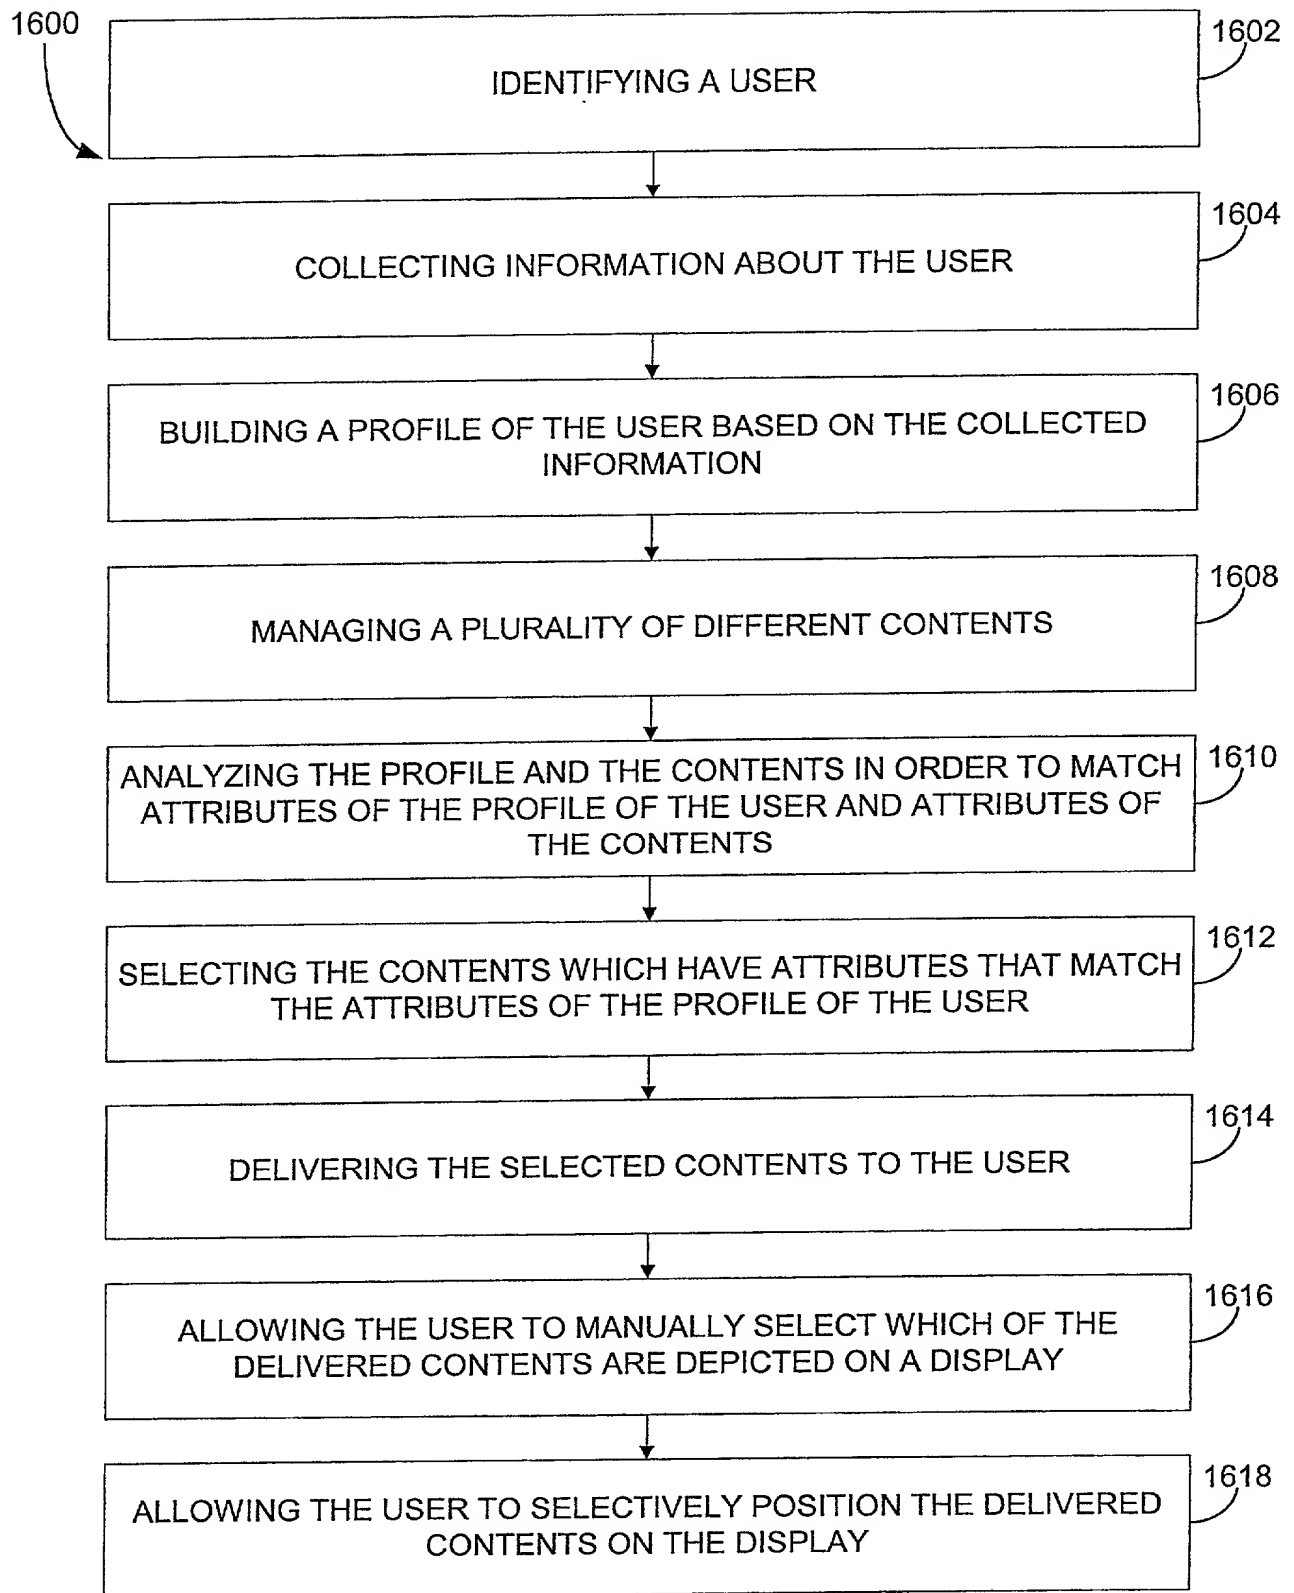 1600
1602
IDENTIFYING A USER
1604
COLLECTING INFORMATION ABOUT THE USER
1606
BUILDING A PROFILE OF THE USER BASED ON THE COLLECTED
INFORMATION
1608
MANAGING A PLURALITY OF DIFFERENT CONTENTS
1610
ANALYZING THE PROFILE AND THE CONTENTS IN ORDER TO MATCH
ATTRIBUTES OF THE PROFILE OF THE USER AND ATTRIBUTES OF
THE CONTENTS
1612
SELECTING THE CONTENTS WHICH HAVE ATTRIBUTES THAT MATCH
THE ATTRIBUTES OF THE PROFILE OF THE USER
1614
DELIVERING THE SELECTED CONTENTS TO THE USER
1616
ALLOWING THE USER TO MANUALLY SELECT WHICH OF THE
DELIVERED CONTENTS ARE DEPICTED ON A DISPLAY
1618
ALLOWING THE USER TO SELECTIVELY POSITION THE DELIVERED
CONTENTS ON THE DISPLAY